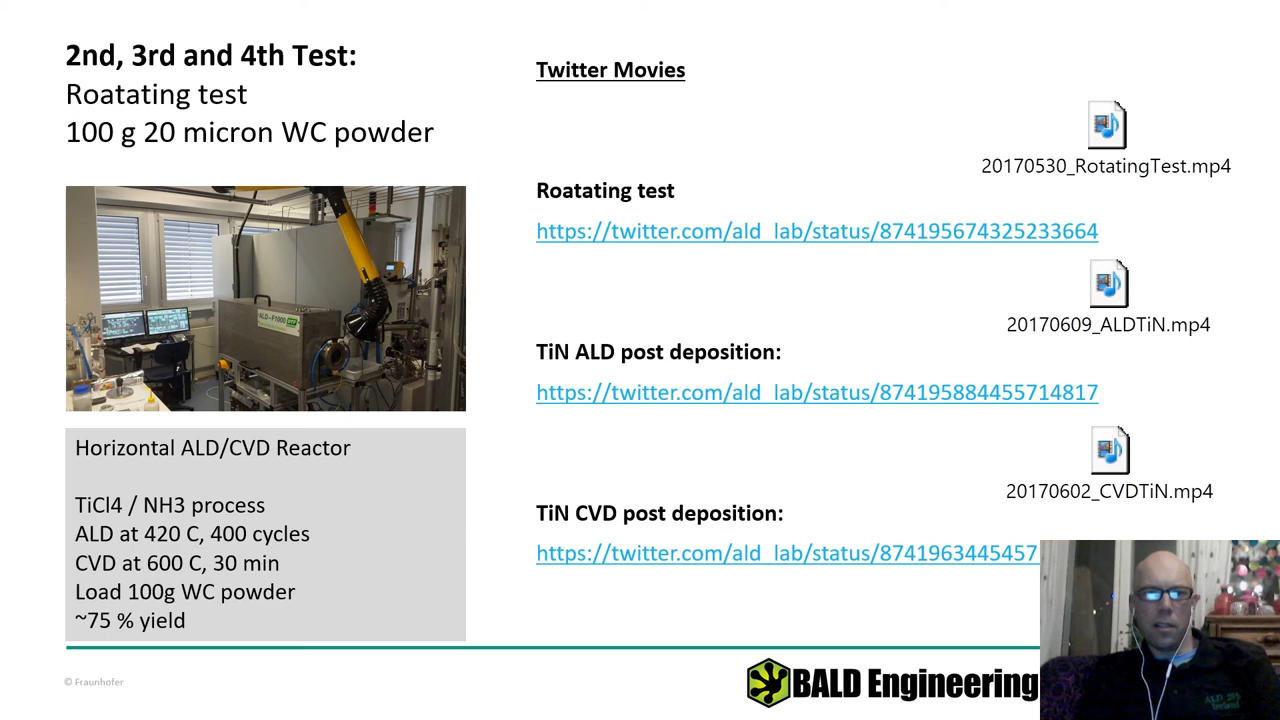 2nd, 3rd and 4th Test:
Roatating test
100 g 20 micron WC powder
ALD-F1000
Horizontal ALD/CVD Reactor
TiCl4 / NH3 process
ALD at 420 C, 400 cycles
CVD at 600 C, 30 min
Load 100g WC powder
~75 % yield
Twitter Movies
20170530_RotatingTest.mp4
Roatating test
https://twitter.com/ald_lab/status/874195674325233664
20170609_ALDTiN.mp4
TiN ALD post deposition:
https://twitter.com/ald_lab/status/874195884455714817
20170602_CVDTiN.mp4
TiN CVD post deposition:
https://twitter.com/ald_lab/status/8741963445457
© Fraunhofer
BALD Engineering